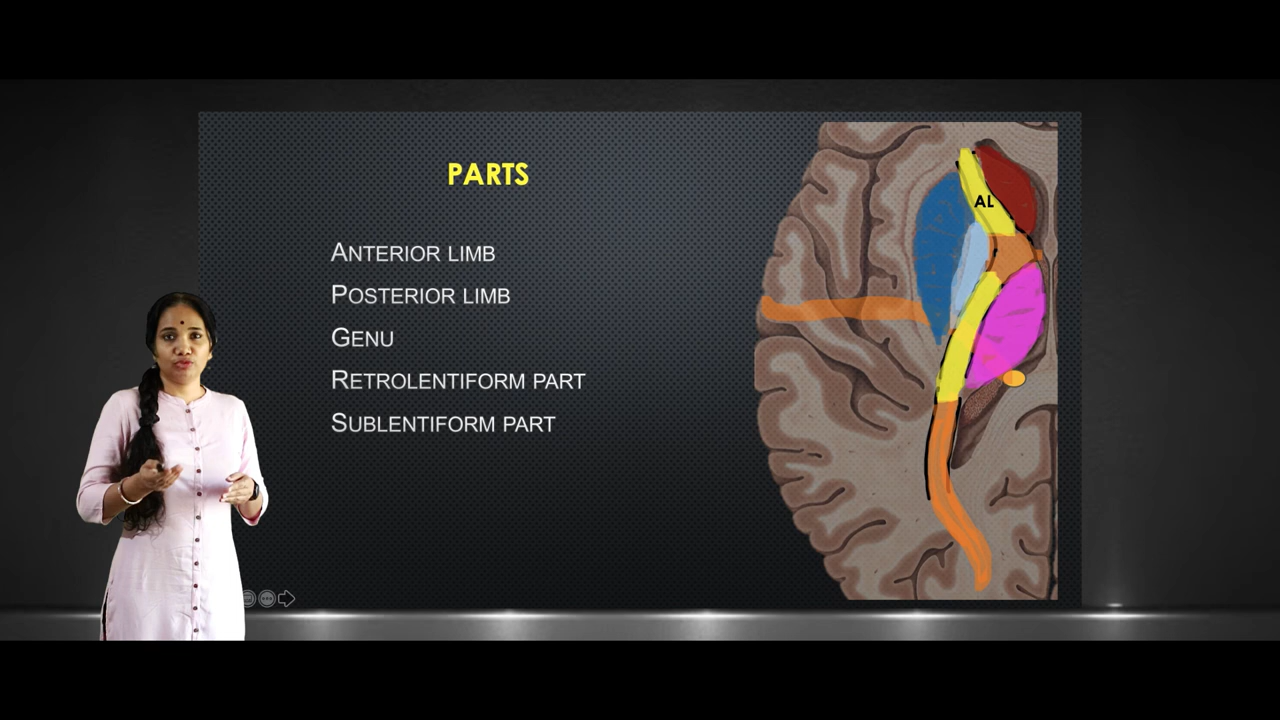 PARTS
ANTERIOR LIMB
POSTERIOR LIMB
GENU
RETROLENTIFORM PART
SUBLENTIFORM PART
AL